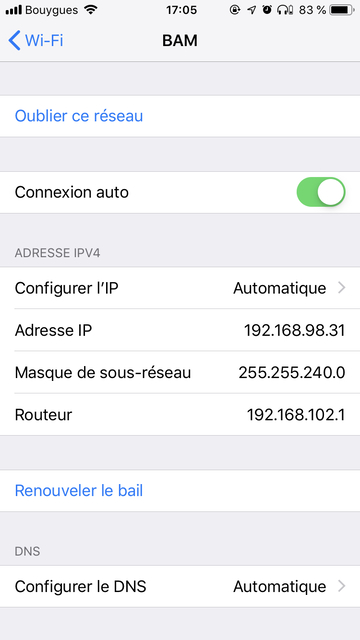 Bouygues 17:05 83 %
Wi-Fi BAM
Oublier ce réseau
Connexion auto
ADRESSE IPV4
Configurer l’IP Automatique
Adresse IP 192.168.98.31
Masque de sous-réseau 255.255.240.0
Routeur 192.168.102.1
Renouveler le bail
DNS
Configurer le DNS Automatique